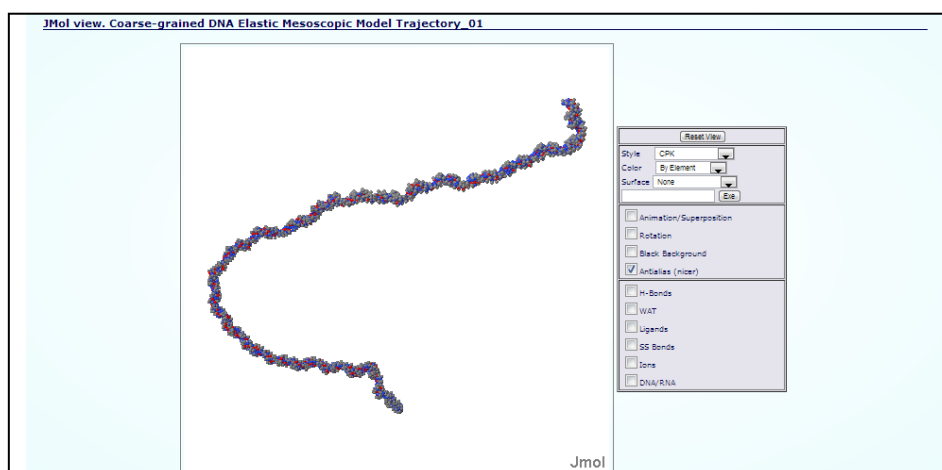 JMol view. Coarse-grained DNA Elastic Mesoscopic Model Trajectory_01
Reset View
Style CPK
Color By Element
Surface None
Exe
Animation/Superposition
Rotation
Black Background
Antialias (nicer)
H-Bonds
WAT
Ligands
SS Bonds
Ions
DNA/RNA
Jmol